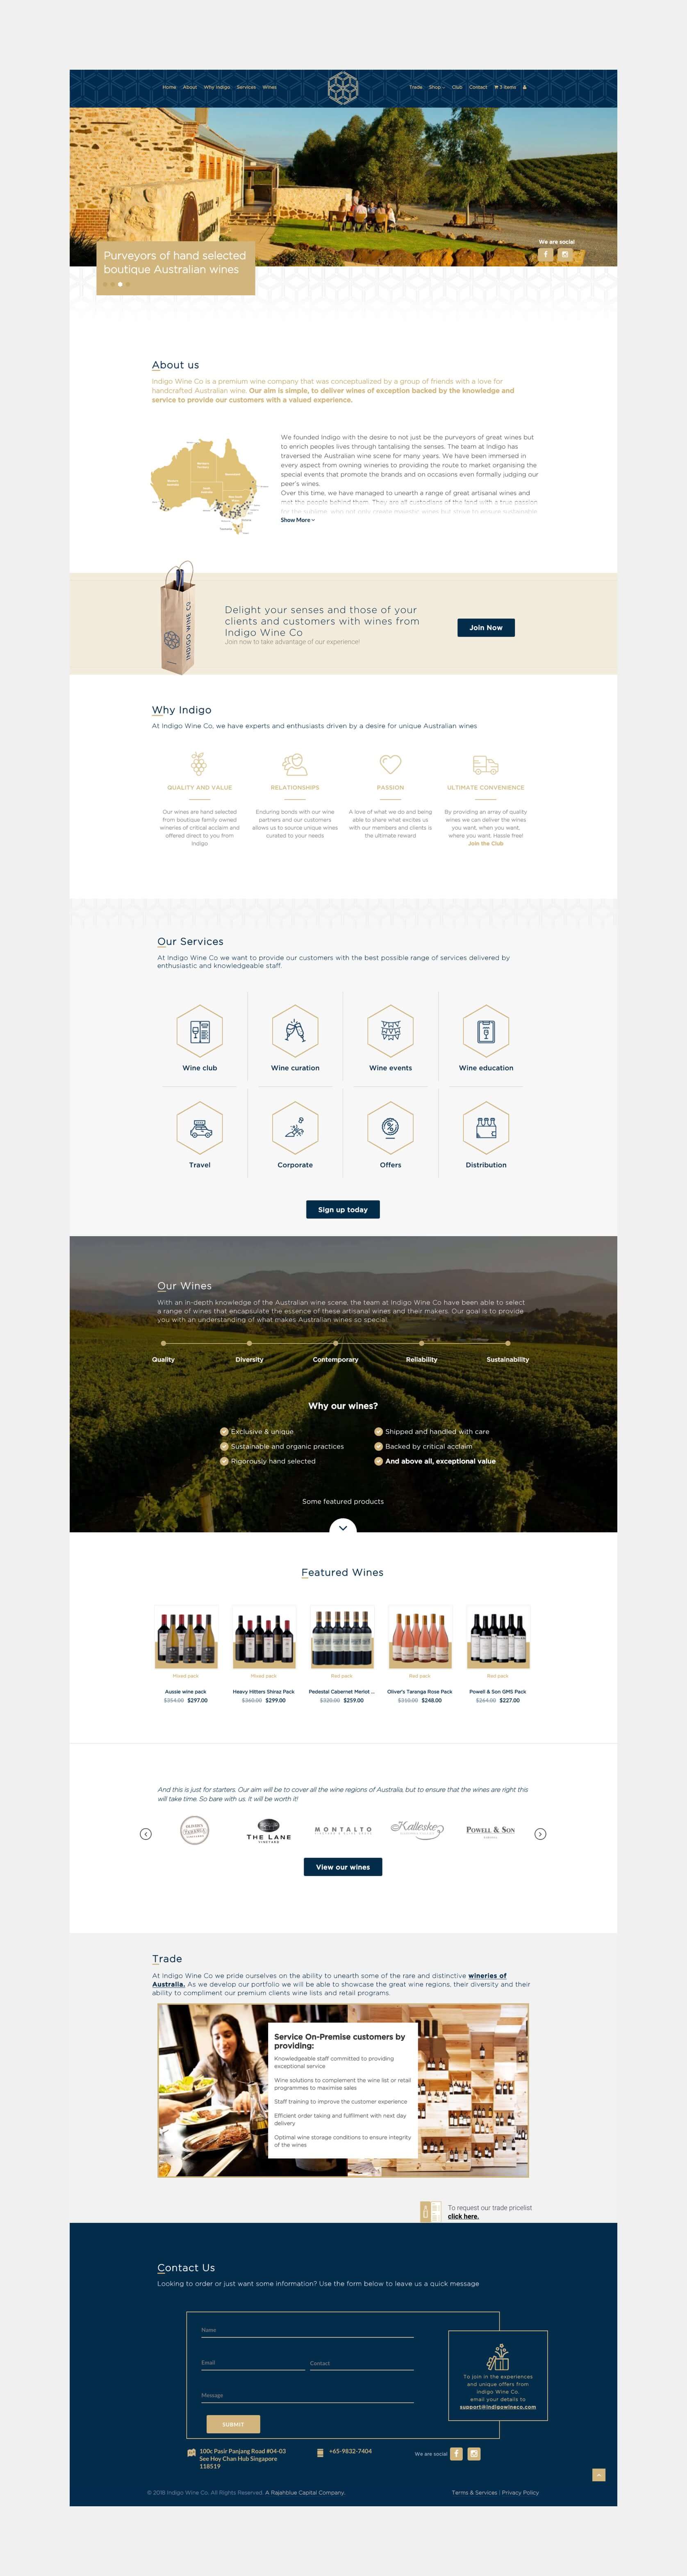 Home About Why Indigo Services Wines
Trade Shop Club Contact 3 items
Purveyors of hand selected
boutique Australian wines
We are social
About us
Indigo Wine Co is a premium wine company that was conceptualized by a group of friends with a love for
handcrafted Australian wine. Our aim is simple, to deliver wines of exception backed by the knowledge and
service to provide our customers with a valued experience.
We founded Indigo with the desire to not just be the purveyors of great wines but
to enrich peoples lives through tantalising the senses. The team at Indigo has
traversed the Australian wine scene for many years. We have been immersed in
every aspect from owning wineries to providing the route to market organising the
special events that promote the brands and on occasions even formally judging our
peer's wines.
Over this time, we have managed to unearth a range of great artisanal wines and
met the people behind them. They are all custodians of the land with a true passion
for the sublime, who not only create majestic wines but strive to ensure sustainable
Show More
INDIGO WINE CO
Delight your senses and those of your
clients and customers with wines from
Indigo Wine Co
Join now to take advantage of our experience!
Join Now
Why Indigo
At Indigo Wine Co, we have experts and enthusiasts driven by a desire for unique Australian wines
QUALITY AND VALUE
Our wines are hand selected
from boutique family owned
wineries of critical acclaim and
offered direct to you from
Indigo
RELATIONSHIPS
Enduring bonds with our wine
partners and our customers
allows us to source unique wines
curated to your needs
PASSION
A love of what we do and being
able to share what excites us
with our members and clients is
the ultimate reward
ULTIMATE CONVENIENCE
By providing an array of quality
wines we can deliver the wines
you want, when you want,
where you want. Hassle free!
Join the Club
Our Services
At Indigo Wine Co we want to provide our customers with the best possible range of services delivered by
enthusiastic and knowledgeable staff.
Wine club
Wine curation
Wine events
Wine education
Travel
Corporate
Offers
Distribution
Sign up today
Our Wines
With an in-depth knowledge of the Australian wine scene, the team at Indigo Wine Co have been able to select
a range of wines that encapsulate the essence of these artisanal wines and their makers. Our goal is to provide
you with an understanding of what makes Australian wines so special.
Quality
Diversity
Contemporary
Reliability
Sustainability
Why our wines?
Exclusive & unique
Sustainable and organic practices
Rigorously hand selected
Shipped and handled with care
Backed by critical acclaim
And above all, exceptional value
Some featured products
Featured Wines
Mixed pack
Aussie wine pack
$354.00 $297.00
Mixed pack
Heavy Hitters Shiraz Pack
$360.00 $299.00
Red pack
Pedestal Cabernet Merlot ...
$320.00 $259.00
Red pack
Oliver's Taranga Rose Pack
$310.00 $248.00
Red pack
Powell & Son GMS Pack
$264.00 $227.00
And this is just for starters. Our aim will be to cover all the wine regions of Australia, but to ensure that the wines are right this
will take time. So bare with us, it will be worth it!
OLIVER'S
TARANGA
THE LANE
VINEYARD
MONTALTO
Kalleske
POWELL & SON
View our wines
Trade
At Indigo Wine Co we pride ourselves on the ability to unearth some of the rare and distinctive wineries of
Australia. As we develop our portfolio we will be able to showcase the great wine regions, their diversity and their
ability to compliment our premium clients wine lists and retail programs.
Service On-Premise customers by
providing:
Knowledgeable staff committed to providing
exceptional service
Wine solutions to complement the wine list or retail
programmes to maximise sales
Staff training to improve the customer experience
Efficient order taking and fulfilment with next day
delivery
Optimal wine storage conditions to ensure integrity
of the wines
To request our trade pricelist
click here.
Contact Us
Looking to order or just want some information? Use the form below to leave us a quick message
Name
Email
Contact
Message
SUBMIT
To join in the experiences
and unique offers from
Indigo Wine Co,
email your details to
support@indigowineco.com
100c Pasir Panjang Road #04-03
See Hoy Chan Hub Singapore
118519
+65-9832-7404
We are social
© 2018 Indigo Wine Co. All Rights Reserved. A Rajahblue Capital Company.
Terms & Services | Privacy Policy